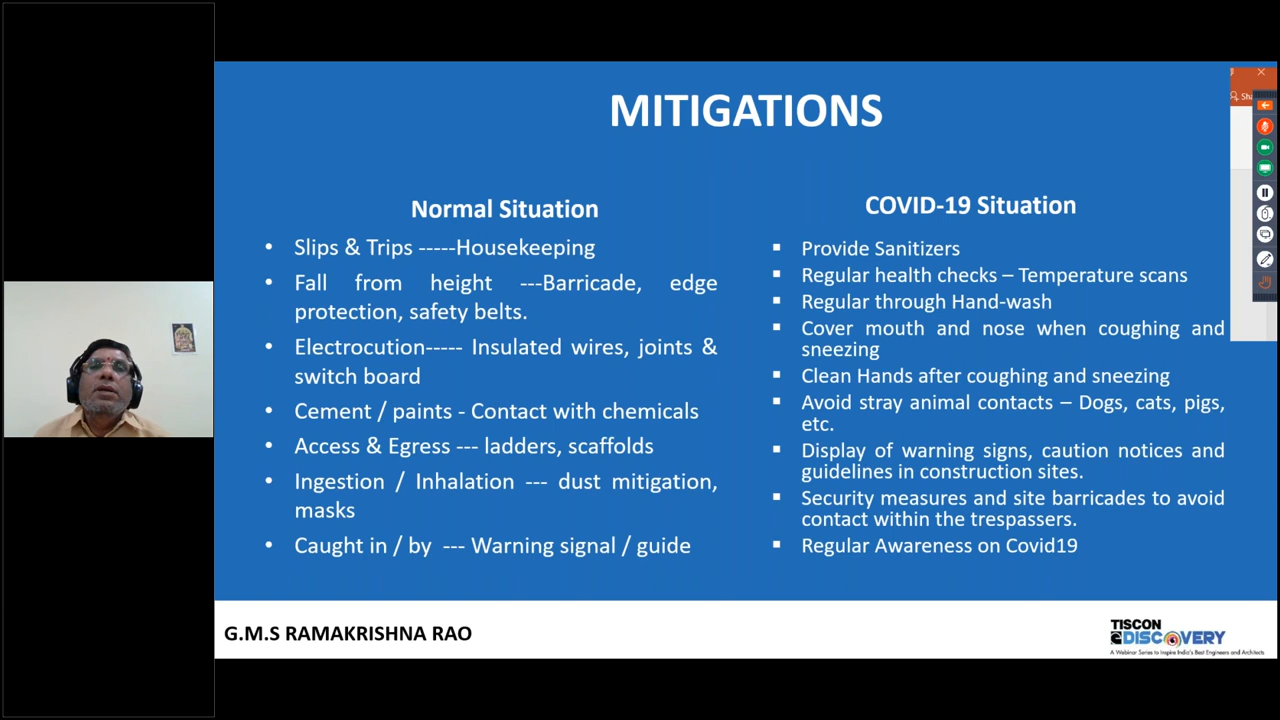 MITIGATIONS
Normal Situation
• Slips & Trips -----Housekeeping
• Fall from height ---Barricade, edge
protection, safety belts.
• Electrocution----- Insulated wires, joints &
switch board
• Cement / paints - Contact with chemicals
• Access & Egress --- ladders, scaffolds
• Ingestion / Inhalation --- dust mitigation,
masks
• Caught in / by --- Warning signal / guide
COVID-19 Situation
▪ Provide Sanitizers
▪ Regular health checks – Temperature scans
▪ Regular through Hand-wash
▪ Cover mouth and nose when coughing and
sneezing
▪ Clean Hands after coughing and sneezing
▪ Avoid stray animal contacts – Dogs, cats, pigs,
etc.
▪ Display of warning signs, caution notices and
guidelines in construction sites.
▪ Security measures and site barricades to avoid
contact within the trespassers.
▪ Regular Awareness on Covid19
G.M.S RAMAKRISHNA RAO
TISCON
eDISCOVERY
A Webinar Series to Inspire India's Best Engineers and Architects